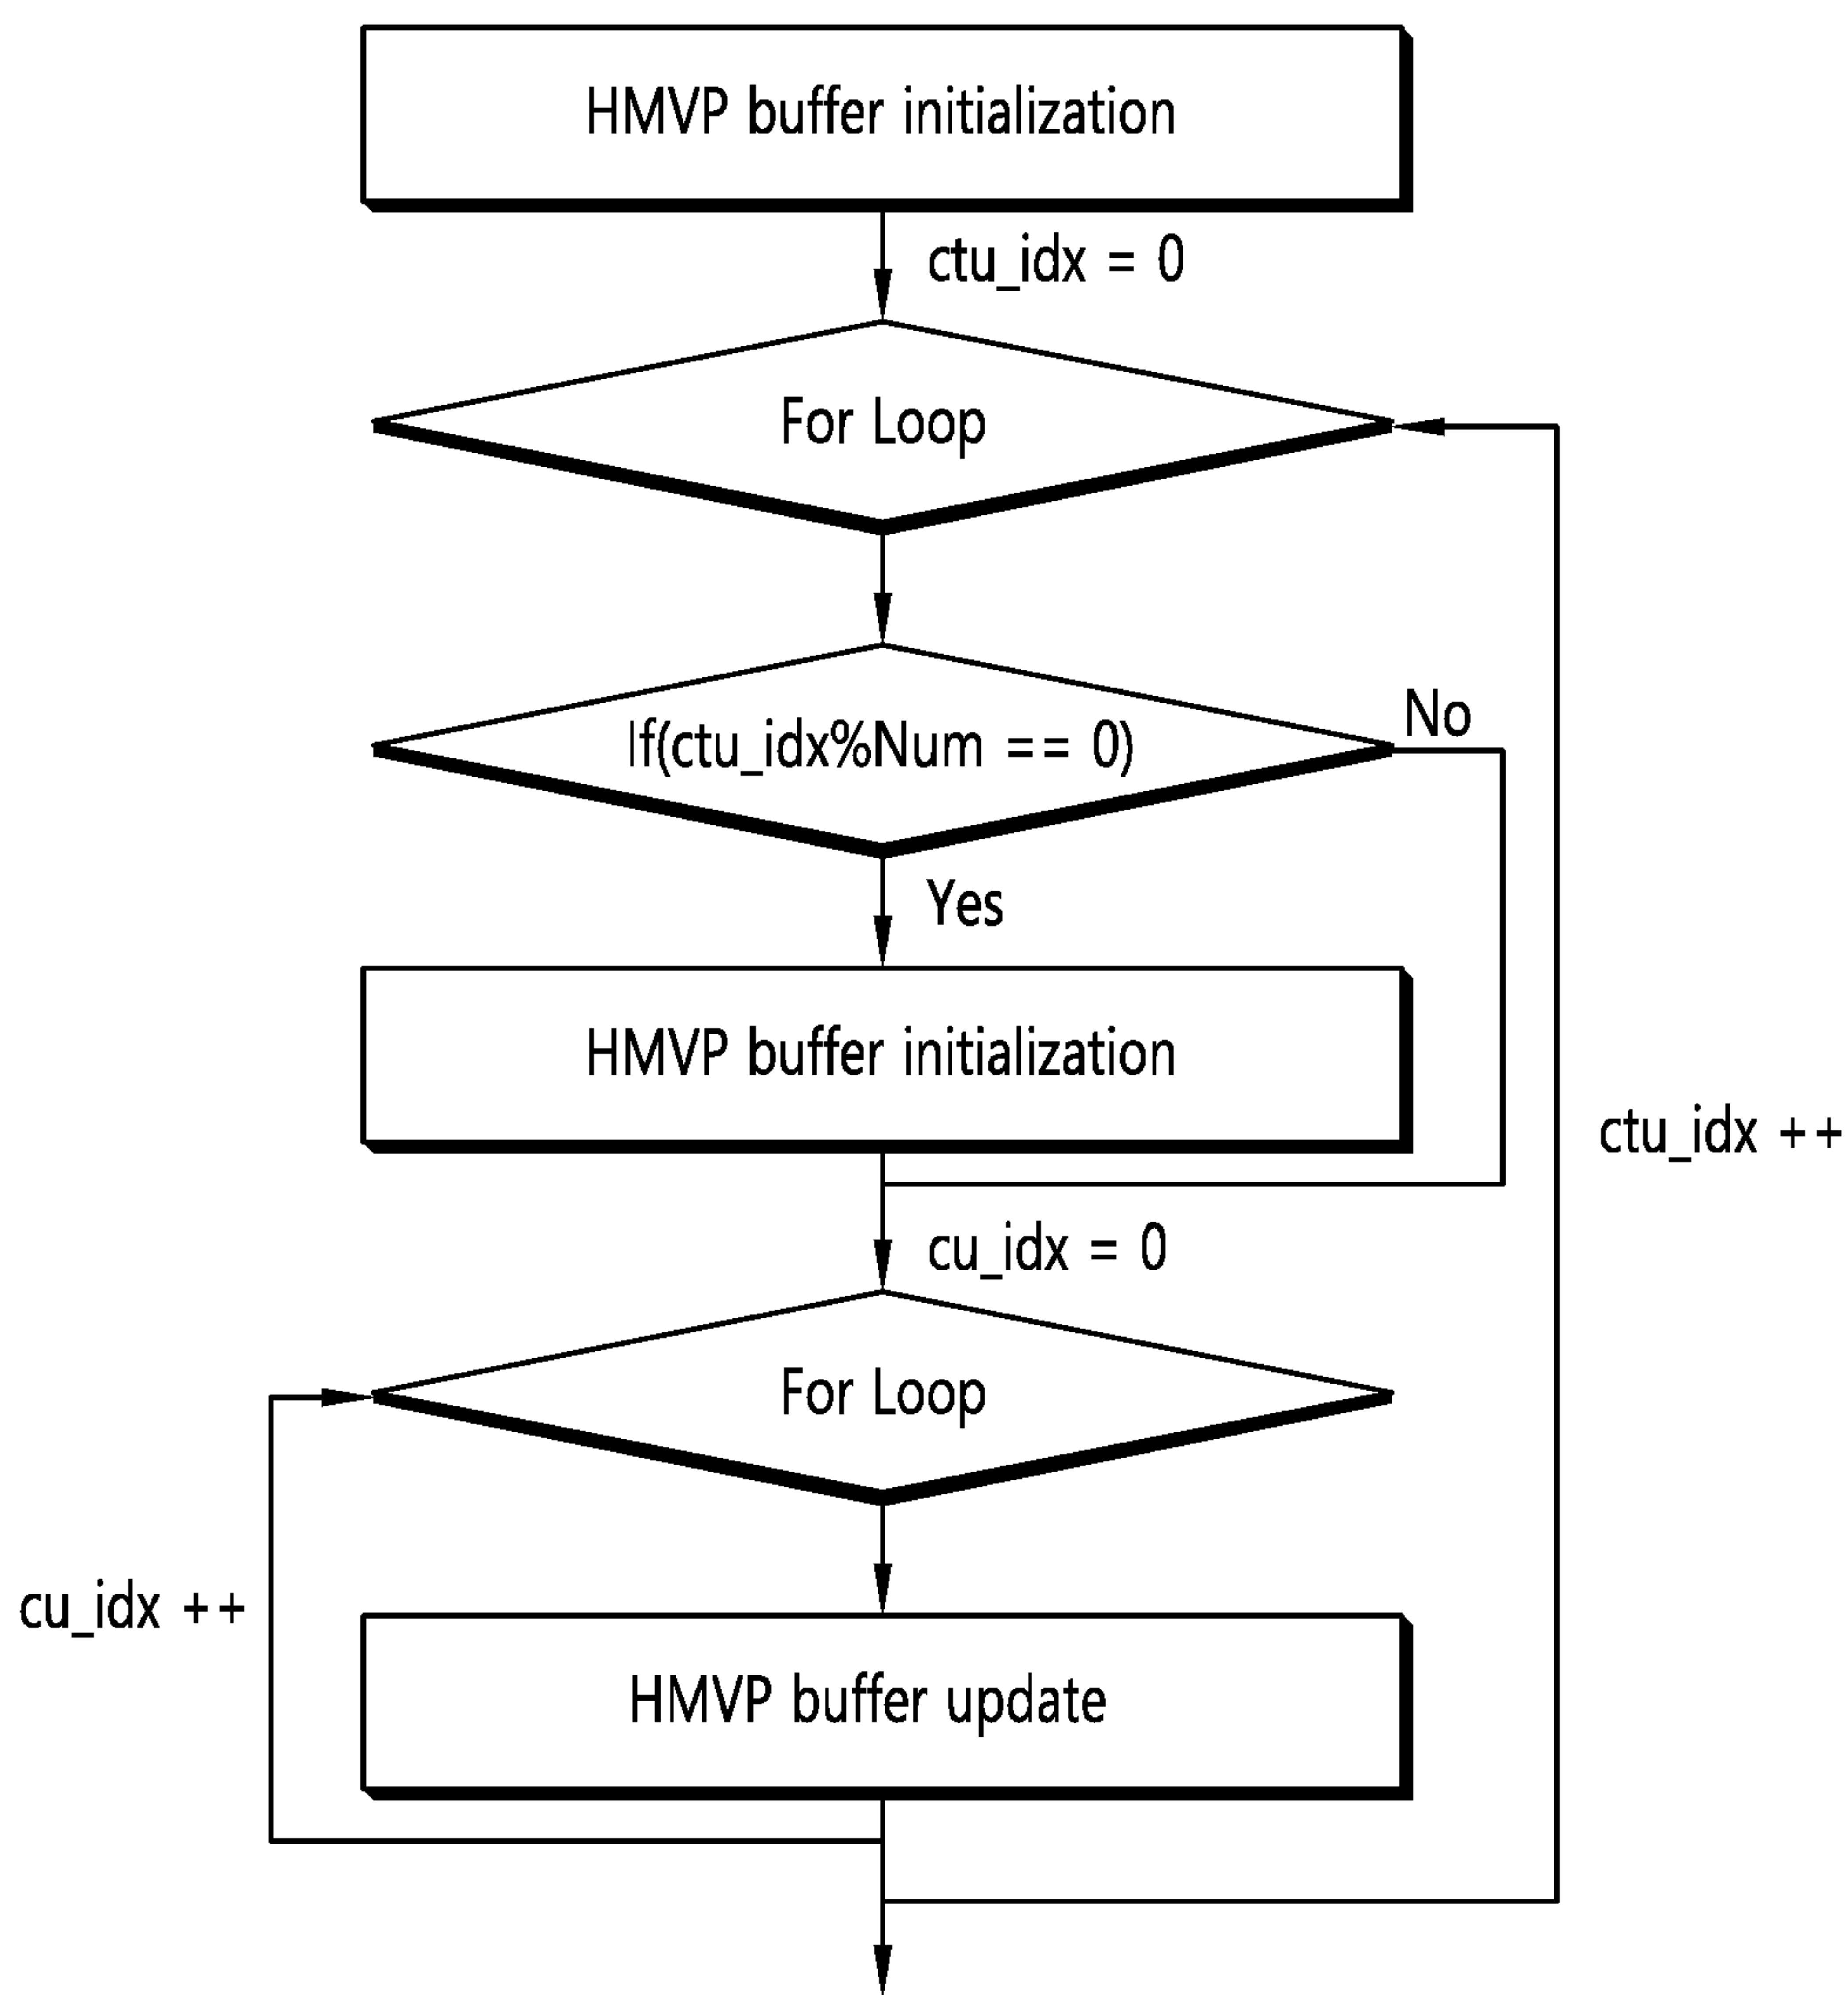 HMVP buffer initialization
ctu_idx = 0
For Loop
If(ctu_idx%Num == 0)
No
Yes
HMVP buffer initialization
ctu_idx ++
cu_idx = 0
For Loop
cu_idx ++
HMVP buffer update